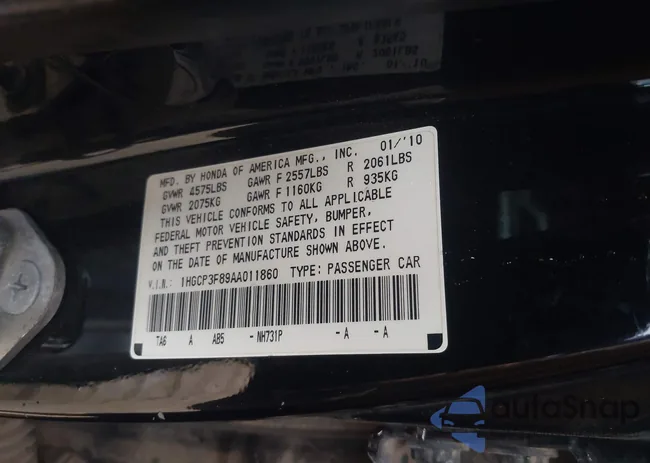 MFD. BY HONDA OF AMERICA MFG., INC. 01/'10
GVWR 4575LBS GAWR F 2557LBS R 2061LBS
GVWR 2075KG GAWR F 1160KG R 935KG
THIS VEHICLE CONFORMS TO ALL APPLICABLE
FEDERAL MOTOR VEHICLE SAFETY, BUMPER,
AND THEFT PREVENTION STANDARDS IN EFFECT
ON THE DATE OF MANUFACTURE SHOWN ABOVE.
V.I.N.: 1HGCP3F89AA011860 TYPE: PASSENGER CAR
TA6 A AB5 - NH731P - A - A
autoSnap